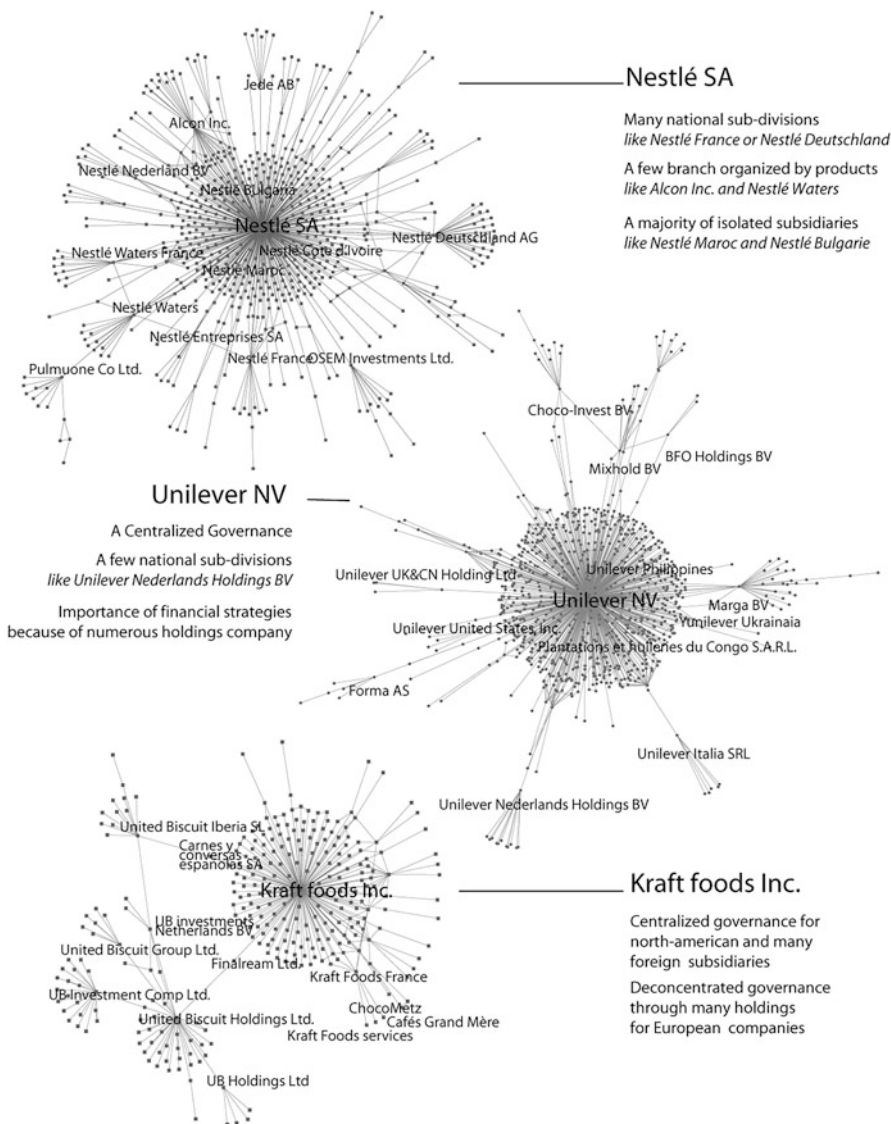 Nestlé SA
Many national sub-divisions
like Nestlé France or Nestlé Deutschland
A few branch organized by products
like Alcon Inc. and Nestlé Waters
A majority of isolated subsidiaries
like Nestlé Maroc and Nestlé Bulgarie
Jede AB
Alcon Inc.
Nestlé Nederland BV
Nestlé Bulgaria
Nestlé SA
Nestlé Deutschland AG
Nestlé Waters France
Nestlé Cote d'Ivoire
Nestlé Maroc
Nestlé Waters
Nestlé Entreprises SA
Nestlé France
OSEM Investments Ltd.
Pulmuone Co Ltd.
Unilever NV
A Centralized Governance
A few national sub-divisions
like Unilever Nederlands Holdings BV
Importance of financial strategies
because of numerous holdings company
Choco-Invest BV
BFO Holdings BV
Mixhold BV
Unilever UK&CN Holding Ltd
Unilever Philippines
Unilever NV
Marga BV
Yunilever Ukrainaia
Unilever United States, Inc.
Plantations et huileries du Congo S.A.R.L.
Forma AS
Unilever Italia SRL
Unilever Nederlands Holdings BV
Kraft foods Inc.
Centralized governance for
north-american and many
foreign subsidiaries
Deconcentrated governance
through many holdings
for European companies
United Biscuit Iberia SL
Carnes y
conversas
espanolas SA
Kraft foods Inc.
UB investments
Netherlands BV
United Biscuit Group Ltd.
Finalream Ltd.
Kraft Foods France
UB Investment Comp Ltd.
ChocoMetz
United Biscuit Holdings Ltd.
Cafés Grand Mère
Kraft Foods services
UB Holdings Ltd